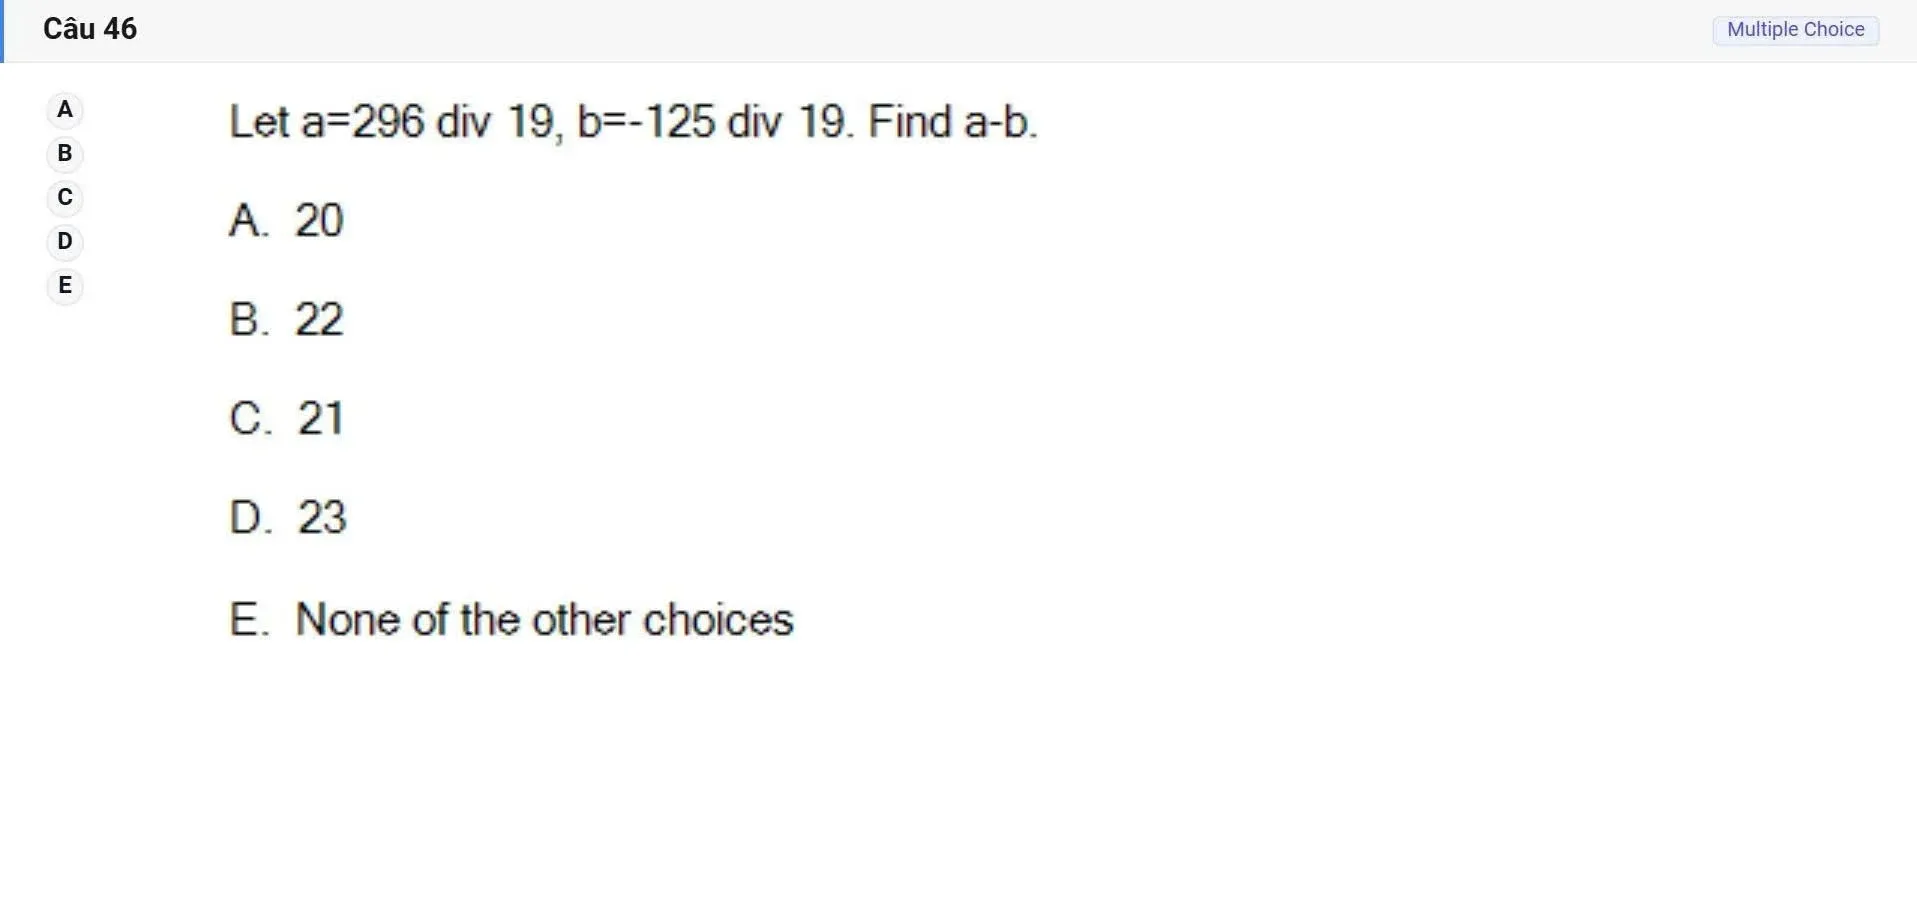 Câu 46
Multiple Choice
A
B
C
D
E
Let a=296 div 19, b=-125 div 19. Find a-b.
A. 20
B. 22
C. 21
D. 23
E. None of the other choices